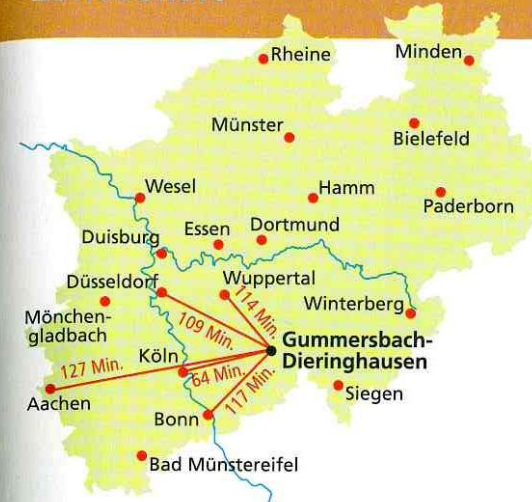 Rheine
Minden
Münster
Bielefeld
Wesel
Hamm
Paderborn
Essen
Dortmund
Duisburg
Düsseldorf
Wuppertal
Winterberg
Mönchen-
gladbach
114 Min.
109 Min.
Gummersbach-
Dieringhausen
Köln
127 Min.
64 Min.
117 Min.
Aachen
Siegen
Bonn
Bad Münstereifel